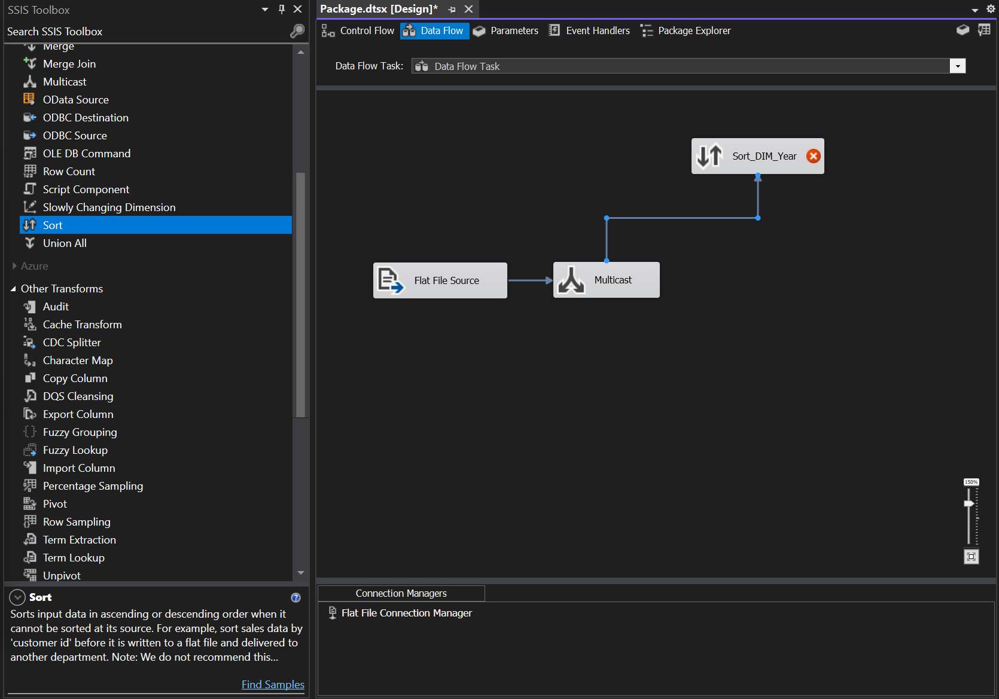 SSIS Toolbox
Search SSIS Toolbox
Merge
Merge Join
Multicast
OData Source
ODBC Destination
ODBC Source
OLE DB Command
Row Count
Script Component
Slowly Changing Dimension
Sort
Union All
Azure
Other Transforms
Audit
Cache Transform
CDC Splitter
Character Map
Copy Column
DQS Cleansing
Export Column
Fuzzy Grouping
Fuzzy Lookup
Import Column
Percentage Sampling
Pivot
Row Sampling
Term Extraction
Term Lookup
Unpivot
Sort
Sorts input data in ascending or descending order when it
cannot be sorted at its source. For example, sort sales data by
'customer id' before it is written to a flat file and delivered to
another department. Note: We do not recommend this...
Find Samples
Package.dtsx [Design]*
Control Flow Data Flow Parameters Event Handlers Package Explorer
Data Flow Task: Data Flow Task
Sort_DIM_Year
Flat File Source
Multicast
150%
Connection Managers
Flat File Connection Manager